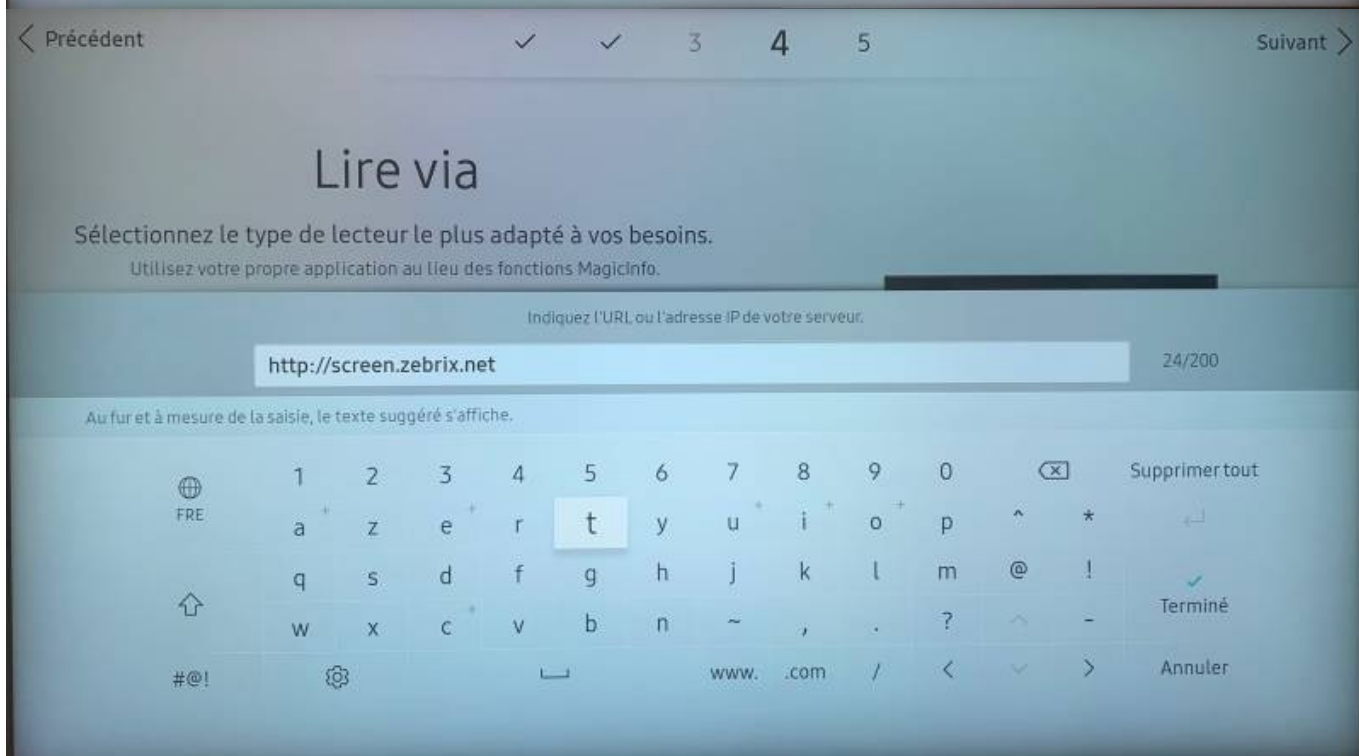 Précédent 3 4 5 Suivant
Lire via
Sélectionnez le type de lecteur le plus adapté à vos besoins.
Utilisez votre propre application au lieu des fonctions MagicInfo.
Indiquez l'URL ou l'adresse IP de votre serveur.
http://screen.zebrix.net 24/200
Au fur et à mesure de la saisie, le texte suggéré s'affiche.
1 2 3 4 5 6 7 8 9 0 Supprimer tout
FRE a z e r t y u i o p ^ *
q s d f g h j k l m @ !
w x c v b n ~ , . ? - Terminé
#@! www. .com / < > Annuler